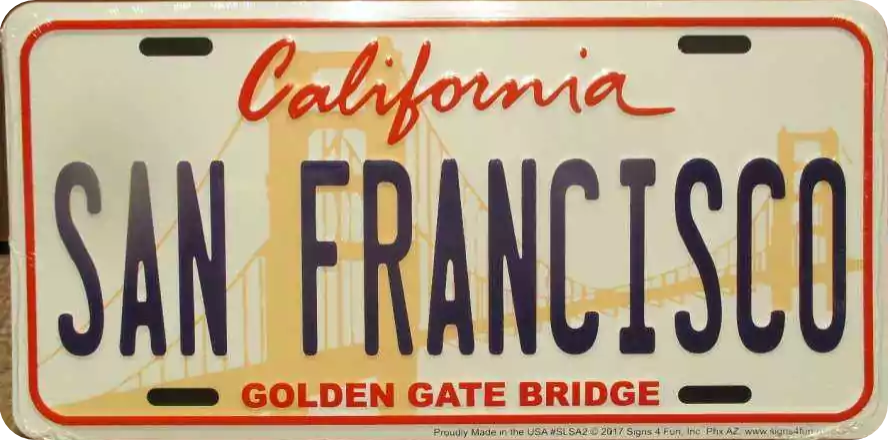 California
SAN FRANCISCO
GOLDEN GATE BRIDGE
Proudly Made in the USA #SLSA2 © 2017 Signs 4 Fun, Inc. Phx AZ. www.signs4fun